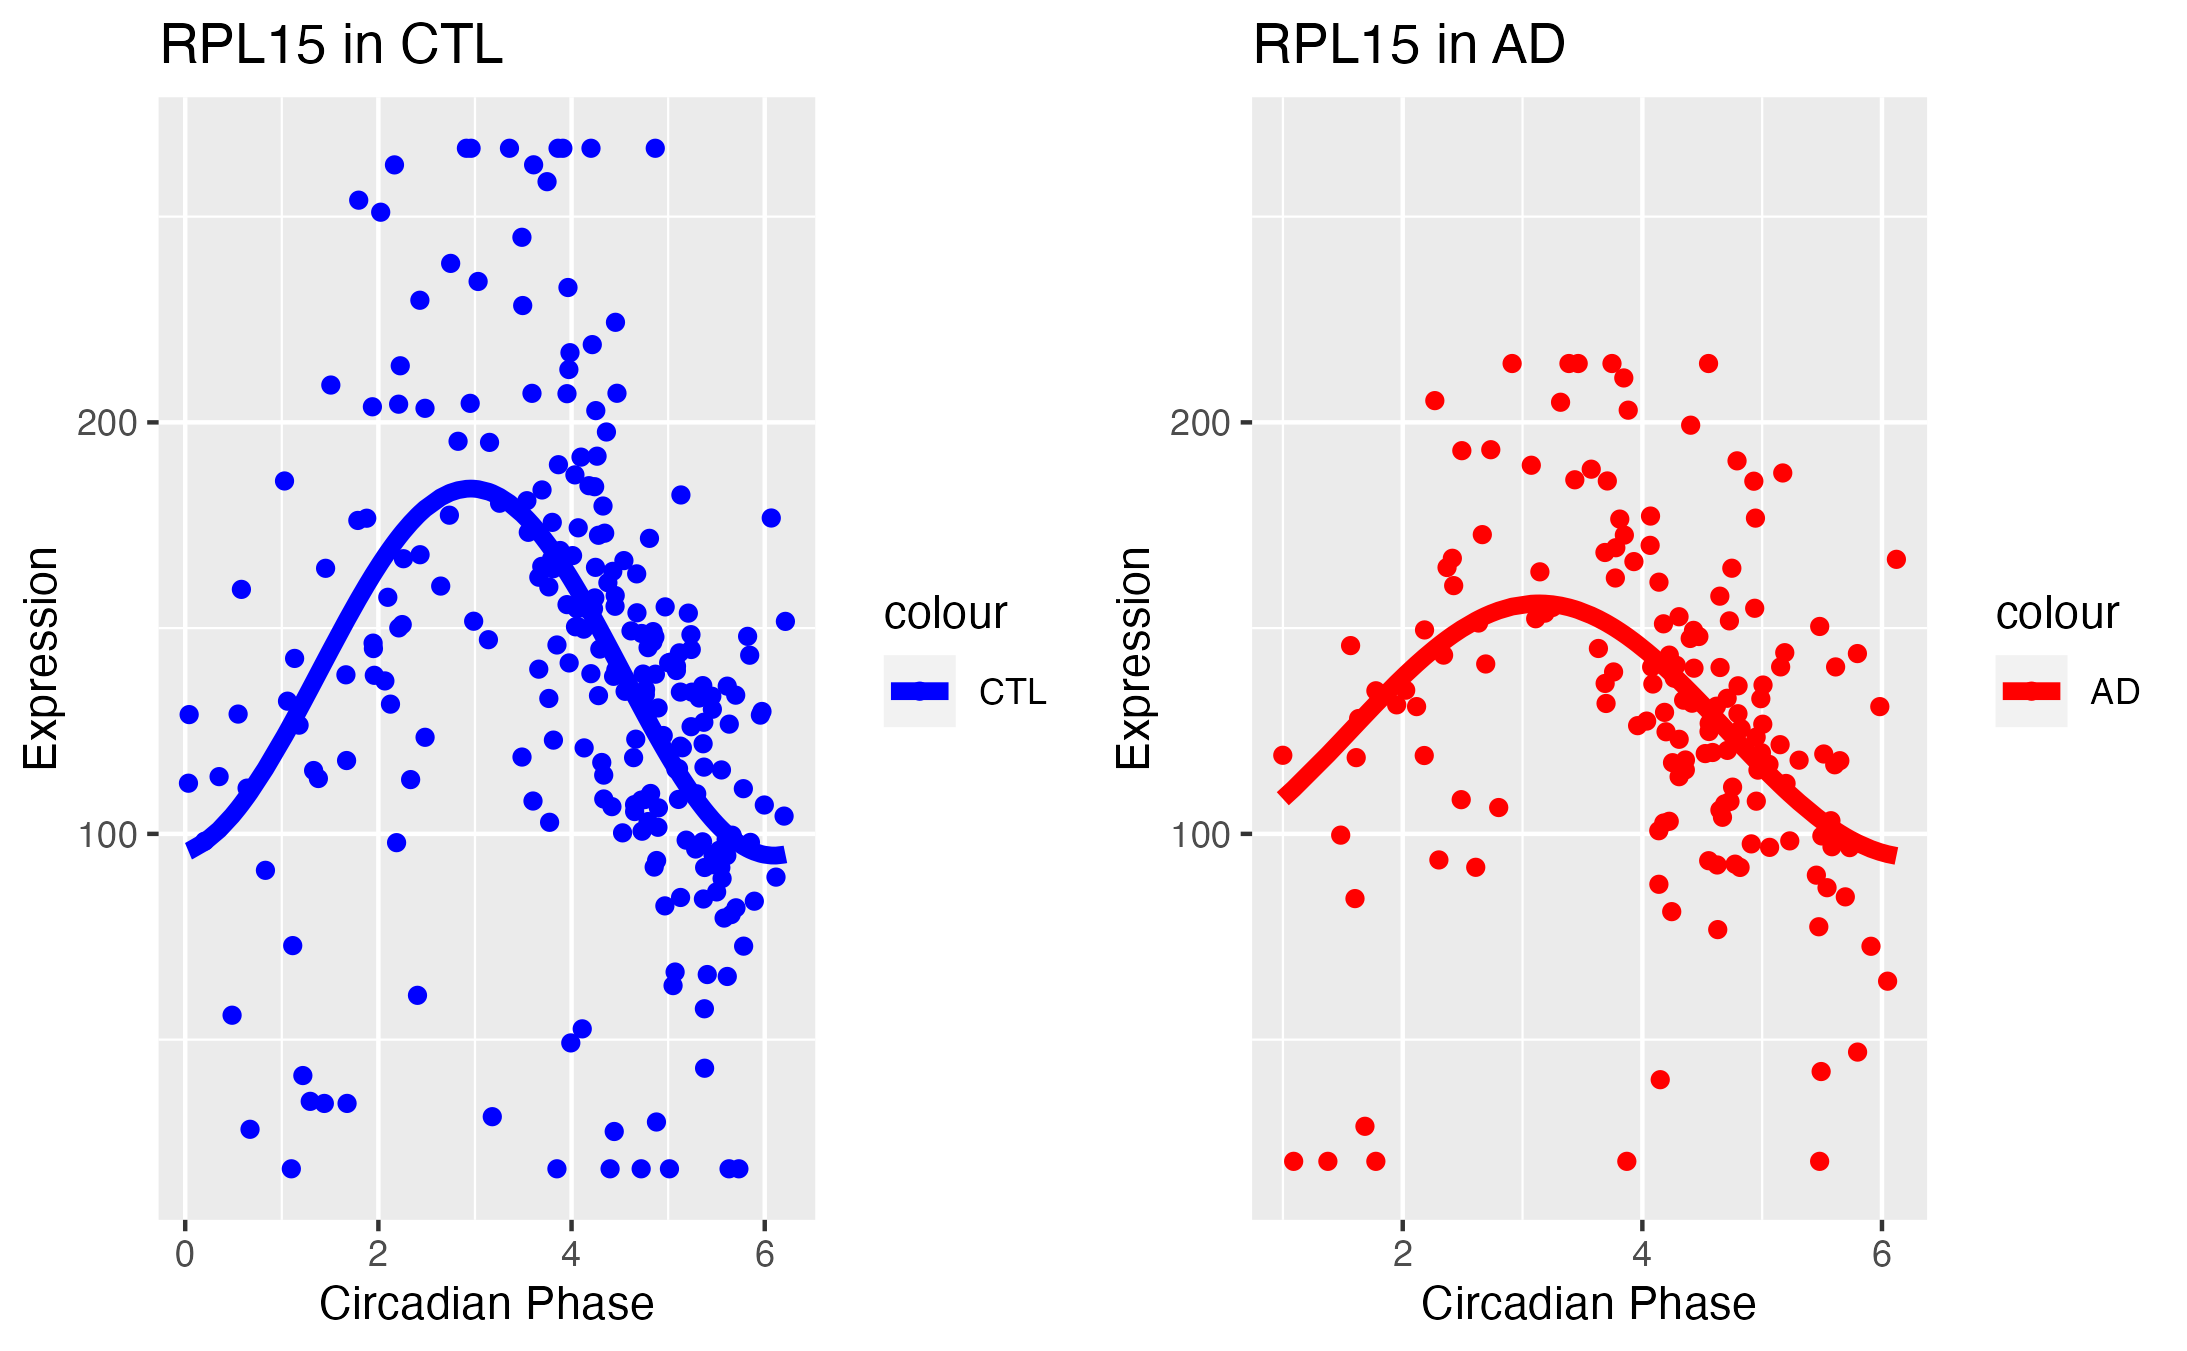 RPL15 in CTL
Expression
200
100
0 2 4 6
Circadian Phase
colour
CTL
RPL15 in AD
Expression
200
100
2 4 6
Circadian Phase
colour
AD